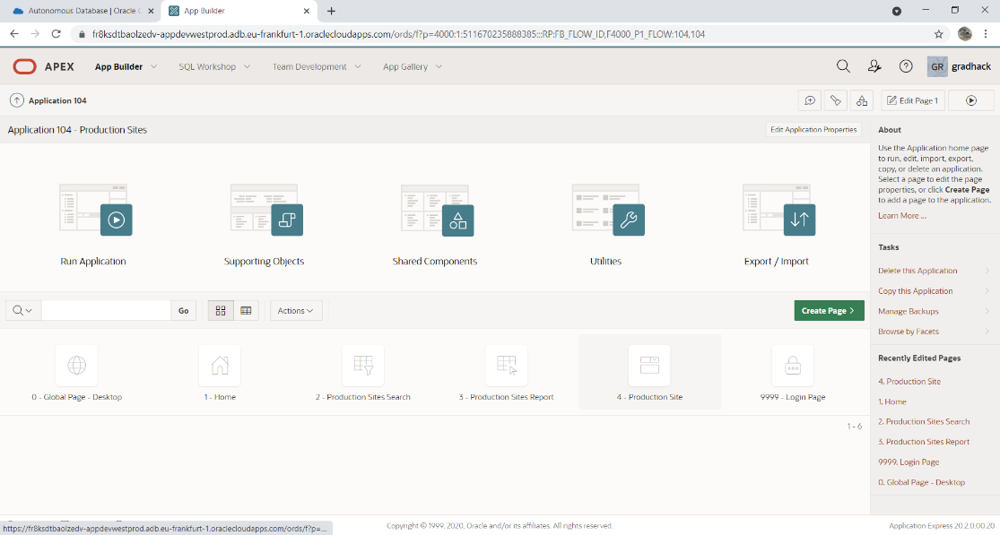 Autonomous Database | Oracle C
App Builder
fr8ksdtbaolzedv-appdevwestprod.adb.eu-frankfurt-1.oraclecloudapps.com/ords/f?p=4000:1:511670235888385:::RP:FB_FLOW_ID,F4000_P1_FLOW:104,104
APEX App Builder SQL Workshop Team Development App Gallery GR gradhack
Application 104 Edit Page 1
Application 104 - Production Sites Edit Application Properties
Run Application
Supporting Objects
Shared Components
Utilities
Export / Import
Go Actions Create Page
0 - Global Page - Desktop
1 - Home
2 - Production Sites Search
3 - Production Sites Report
4 - Production Site
9999 - Login Page
1 - 6
About
Use the Application home page
to run, edit, import, export,
copy, or delete an application.
Select a page to edit the page
properties, or click Create Page
to add a page to the application.
Learn More ...
Tasks
Delete this Application
Copy this Application
Manage Backups
Browse by Facets
Recently Edited Pages
4. Production Site
1. Home
2. Production Sites Search
3. Production Sites Report
9999. Login Page
0. Global Page - Desktop
https://fr8ksdtbaolzedv-appdevwestprod.adb.eu-frankfurt-1.oraclecloudapps.com/ords/f?p=...
Copyright © 1999, 2020, Oracle and/or its affiliates. All rights reserved.
Application Express 20.2.0.00.20